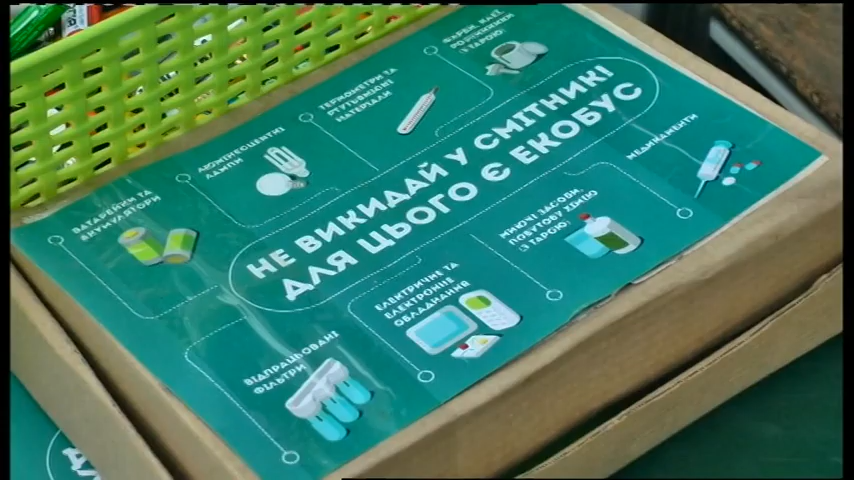 БАТАРЕЙКИ ТА
АКУМУЛЯТОРИ
ЛЮМІНЕСЦЕНТНІ
ЛАМПИ
ТЕРМОМЕТРИ ТА
РТУТЬВМІСНІ
МАТЕРІАЛИ
ФАРБИ, КЛЕЇ,
РОЗЧИННИКИ
З ТАРОЮ
НЕ ВИКИДАЙ У СМІТНИК!
ДЛЯ ЦЬОГО Є ЕКОБУС
ВІДПРАЦЬОВАНІ
ФІЛЬТРИ
ЕЛЕКТРИЧНЕ ТА
ЕЛЕКТРОННЕ
ОБЛАДНАННЯ
МИЮЧІ ЗАСОБИ,
ПОБУТОВУ ХІМІЮ
(З ТАРОЮ)
МЕДИКАМЕНТИ